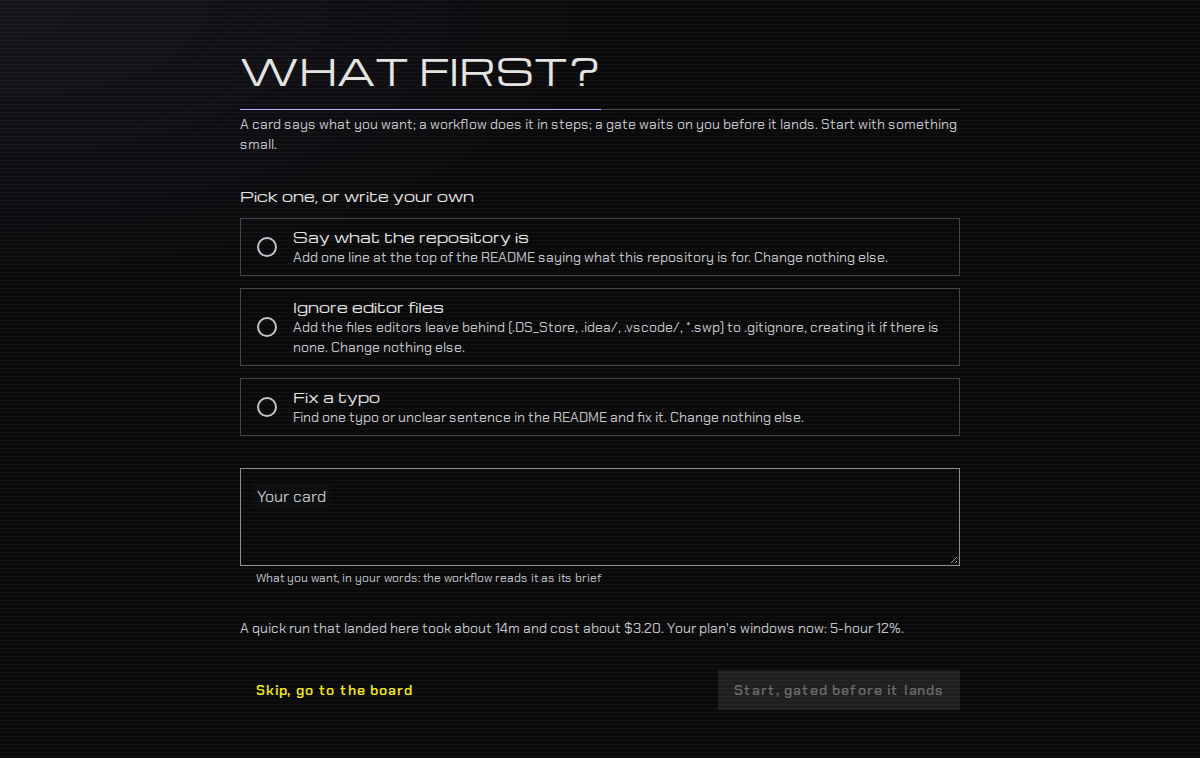 WHAT FIRST?
A card says what you want; a workflow does it in steps; a gate waits on you before it lands. Start with something
small.
Pick one, or write your own
Say what the repository is
Add one line at the top of the README saying what this repository is for. Change nothing else.
Ignore editor files
Add the files editors leave behind (.DS_Store, .idea/, .vscode/, *.swp) to .gitignore, creating it if there is
none. Change nothing else.
Fix a typo
Find one typo or unclear sentence in the README and fix it. Change nothing else.
Your card
What you want, in your words: the workflow reads it as its brief
A quick run that landed here took about 14m and cost about $3.20. Your plan's windows now: 5-hour 12%.
Skip, go to the board
Start, gated before it lands